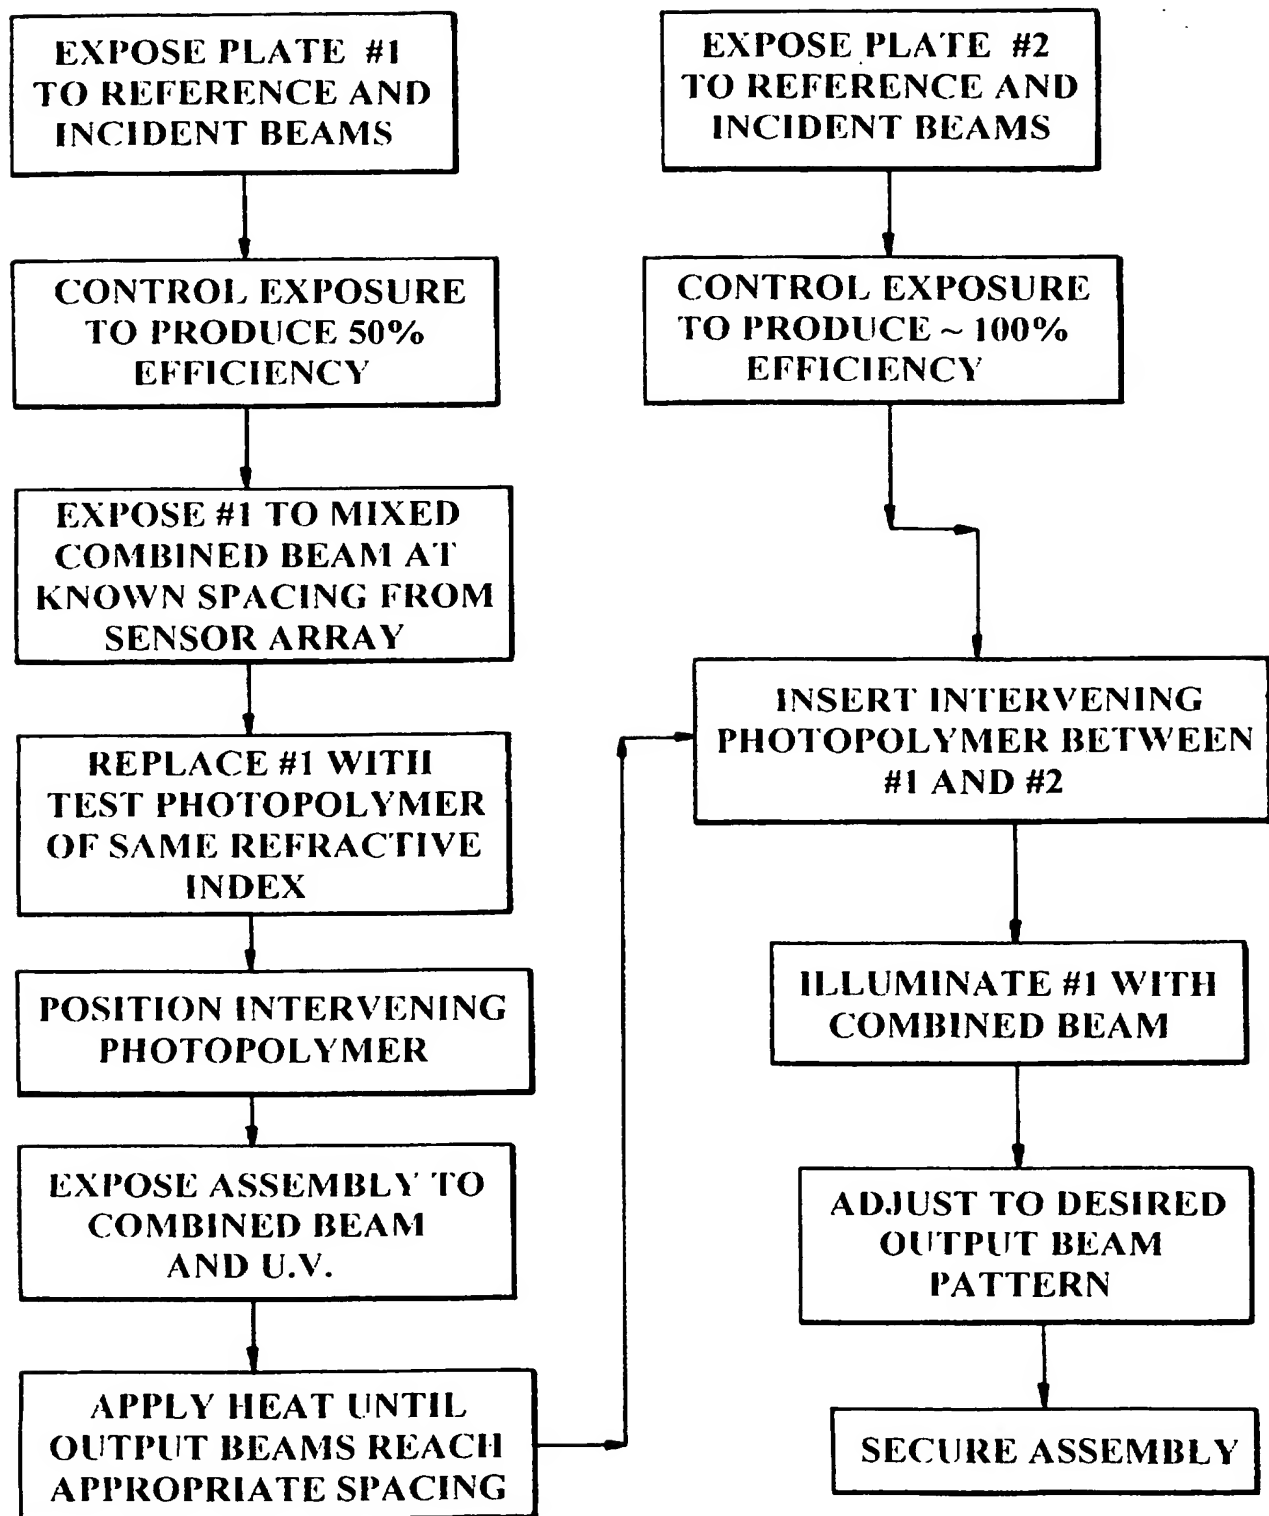 EXPOSE PLATE #1
TO REFERENCE AND
INCIDENT BEAMS
CONTROL EXPOSURE
TO PRODUCE 50%
EFFICIENCY
EXPOSE #1 TO MIXED
COMBINED BEAM AT
KNOWN SPACING FROM
SENSOR ARRAY
REPLACE #1 WITH
TEST PHOTOPOLYMER
OF SAME REFRACTIVE
INDEX
POSITION INTERVENING
PHOTOPOLYMER
EXPOSE ASSEMBLY TO
COMBINED BEAM
AND U.V.
APPLY HEAT UNTIL
OUTPUT BEAMS REACH
APPROPRIATE SPACING
EXPOSE PLATE #2
TO REFERENCE AND
INCIDENT BEAMS
CONTROL EXPOSURE
TO PRODUCE ~ 100%
EFFICIENCY
INSERT INTERVENING
PHOTOPOLYMER BETWEEN
#1 AND #2
ILLUMINATE #1 WITH
COMBINED BEAM
ADJUST TO DESIRED
OUTPUT BEAM
PATTERN
SECURE ASSEMBLY